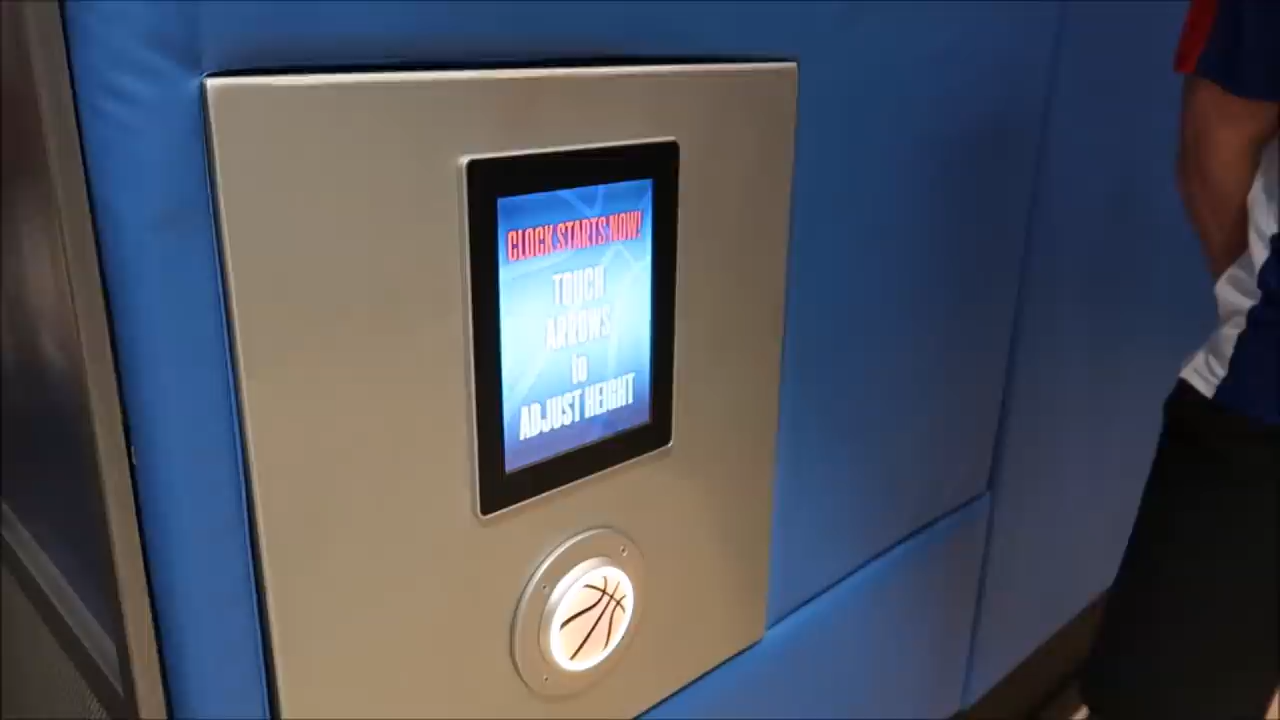 CLOCK STARTS NOW!
TOUCH
ARROWS
to
ADJUST HEIGHT